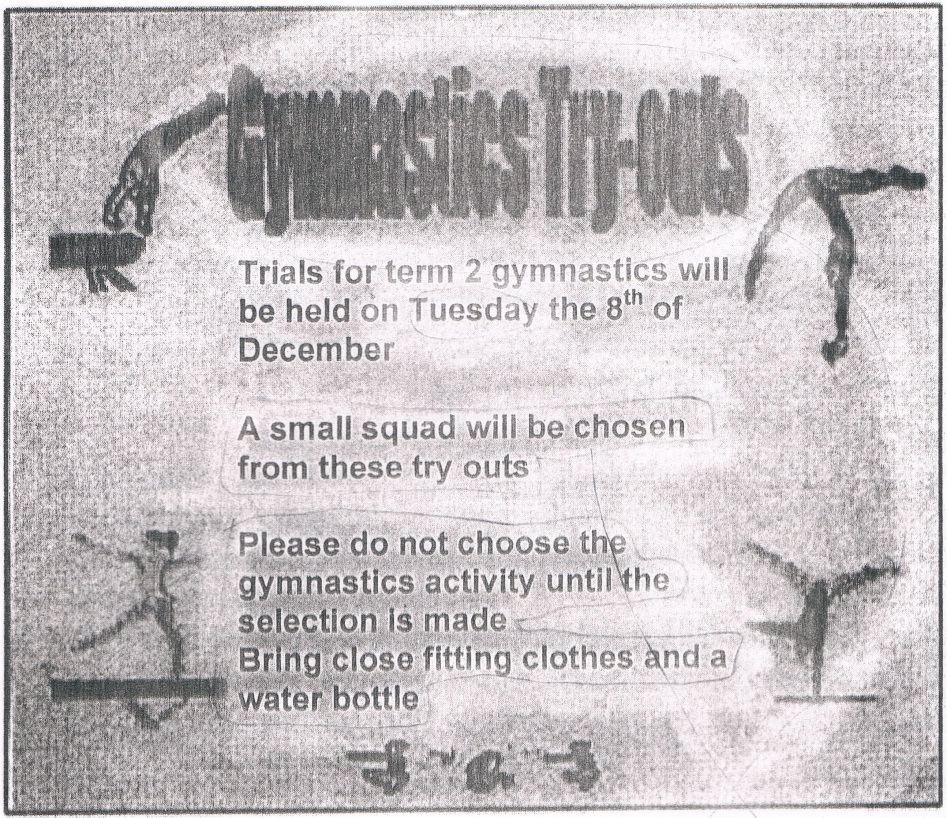 Gymnastics Try-outs
Trials for term 2 gymnastics will
be held on Tuesday the 8th of
December
A small squad will be chosen
from these try outs
Please do not choose the
gymnastics activity until the
selection is made
Bring close fitting clothes and a
water bottle